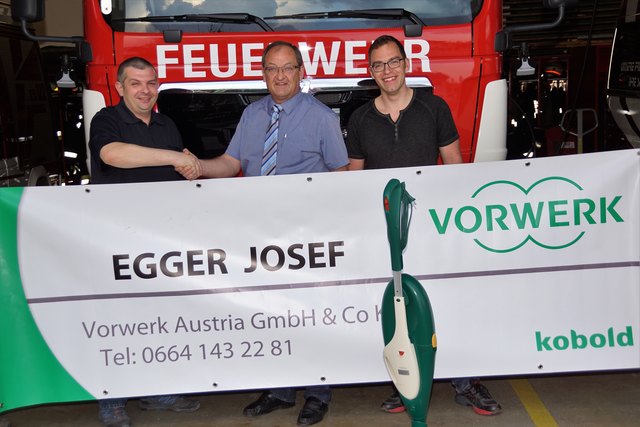 FEUERWEHR
VORWERK
EGGER JOSEF
Vorwerk Austria GmbH & Co
Tel: 0664 143 22 81
kobold